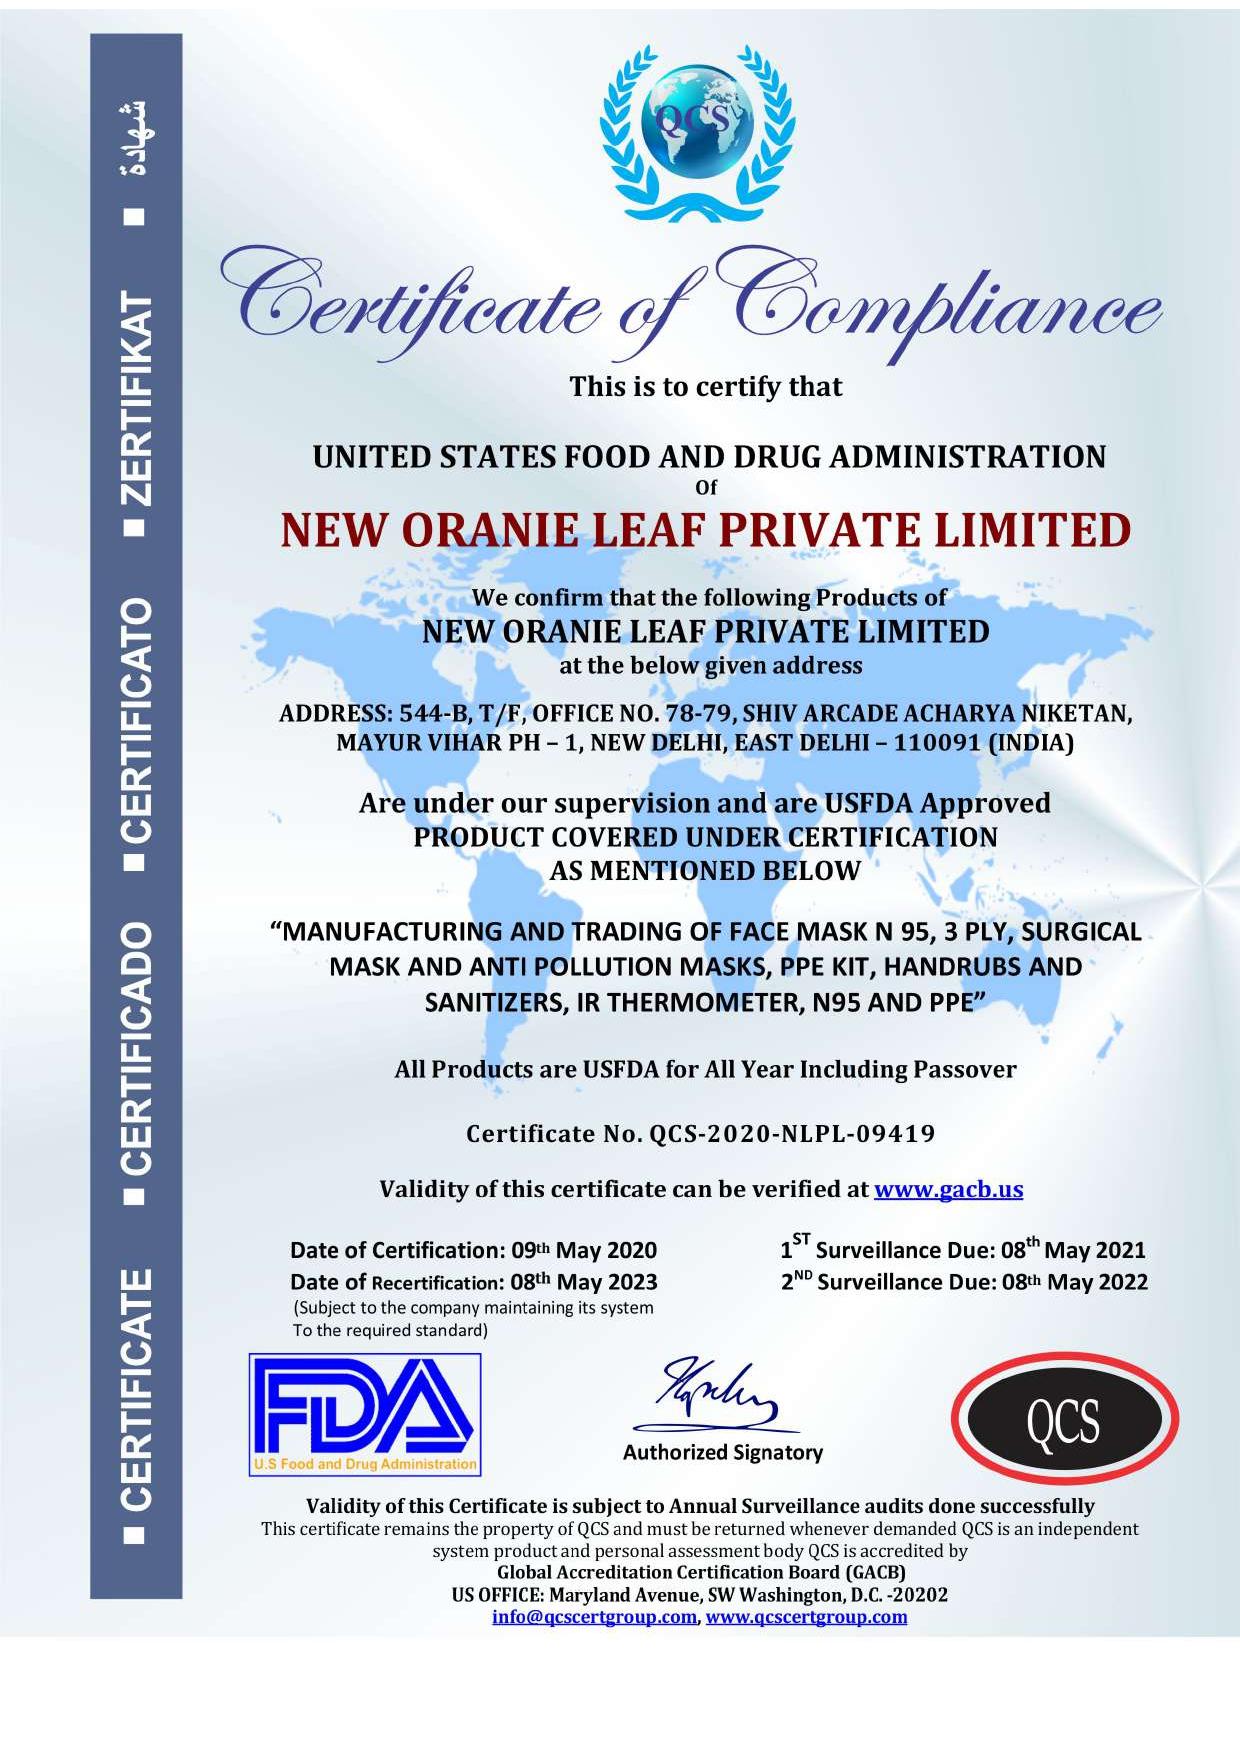 QCS
Certificate of Compliance
This is to certify that
UNITED STATES FOOD AND DRUG ADMINISTRATION
Of
NEW ORANIE LEAF PRIVATE LIMITED
We confirm that the following Products of
NEW ORANIE LEAF PRIVATE LIMITED
at the below given address
ADDRESS: 544-B, T/F, OFFICE NO. 78-79, SHIV ARCADE ACHARYA NIKETAN,
MAYUR VIHAR PH – 1, NEW DELHI, EAST DELHI – 110091 (INDIA)
Are under our supervision and are USFDA Approved
PRODUCT COVERED UNDER CERTIFICATION
AS MENTIONED BELOW
“MANUFACTURING AND TRADING OF FACE MASK N 95, 3 PLY, SURGICAL
MASK AND ANTI POLLUTION MASKS, PPE KIT, HANDRUBS AND
SANITIZERS, IR THERMOMETER, N95 AND PPE”
All Products are USFDA for All Year Including Passover
Certificate No. QCS-2020-NLPL-09419
Validity of this certificate can be verified at www.gacb.us
Date of Certification: 09th May 2020
1ST Surveillance Due: 08th May 2021
Date of Recertification: 08th May 2023
2ND Surveillance Due: 08th May 2022
(Subject to the company maintaining its system
To the required standard)
FDA
U.S Food and Drug Administration
Authorized Signatory
QCS
Validity of this Certificate is subject to Annual Surveillance audits done successfully
This certificate remains the property of QCS and must be returned whenever demanded QCS is an independent
system product and personal assessment body QCS is accredited by
Global Accreditation Certification Board (GACB)
US OFFICE: Maryland Avenue, SW Washington, D.C. -20202
info@qcscertgroup.com, www.qcscertgroup.com
■ CERTIFICATE ■ CERTIFICADO ■ CERTIFICATO ■ ZERTIFIKAT ■ شهادة